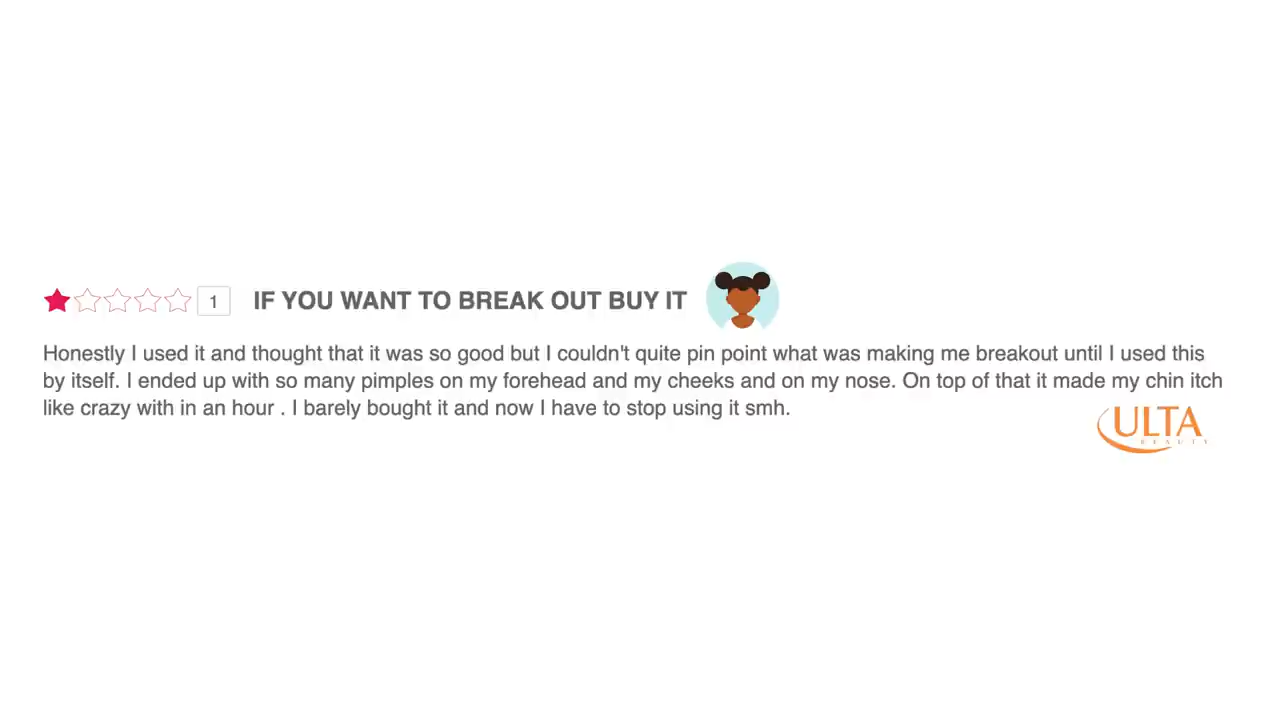 1 IF YOU WANT TO BREAK OUT BUY IT
Honestly I used it and thought that it was so good but I couldn't quite pin point what was making me breakout until I used this
by itself. I ended up with so many pimples on my forehead and my cheeks and on my nose. On top of that it made my chin itch
like crazy with in an hour . I barely bought it and now I have to stop using it smh.
ULTA
BEAUTY